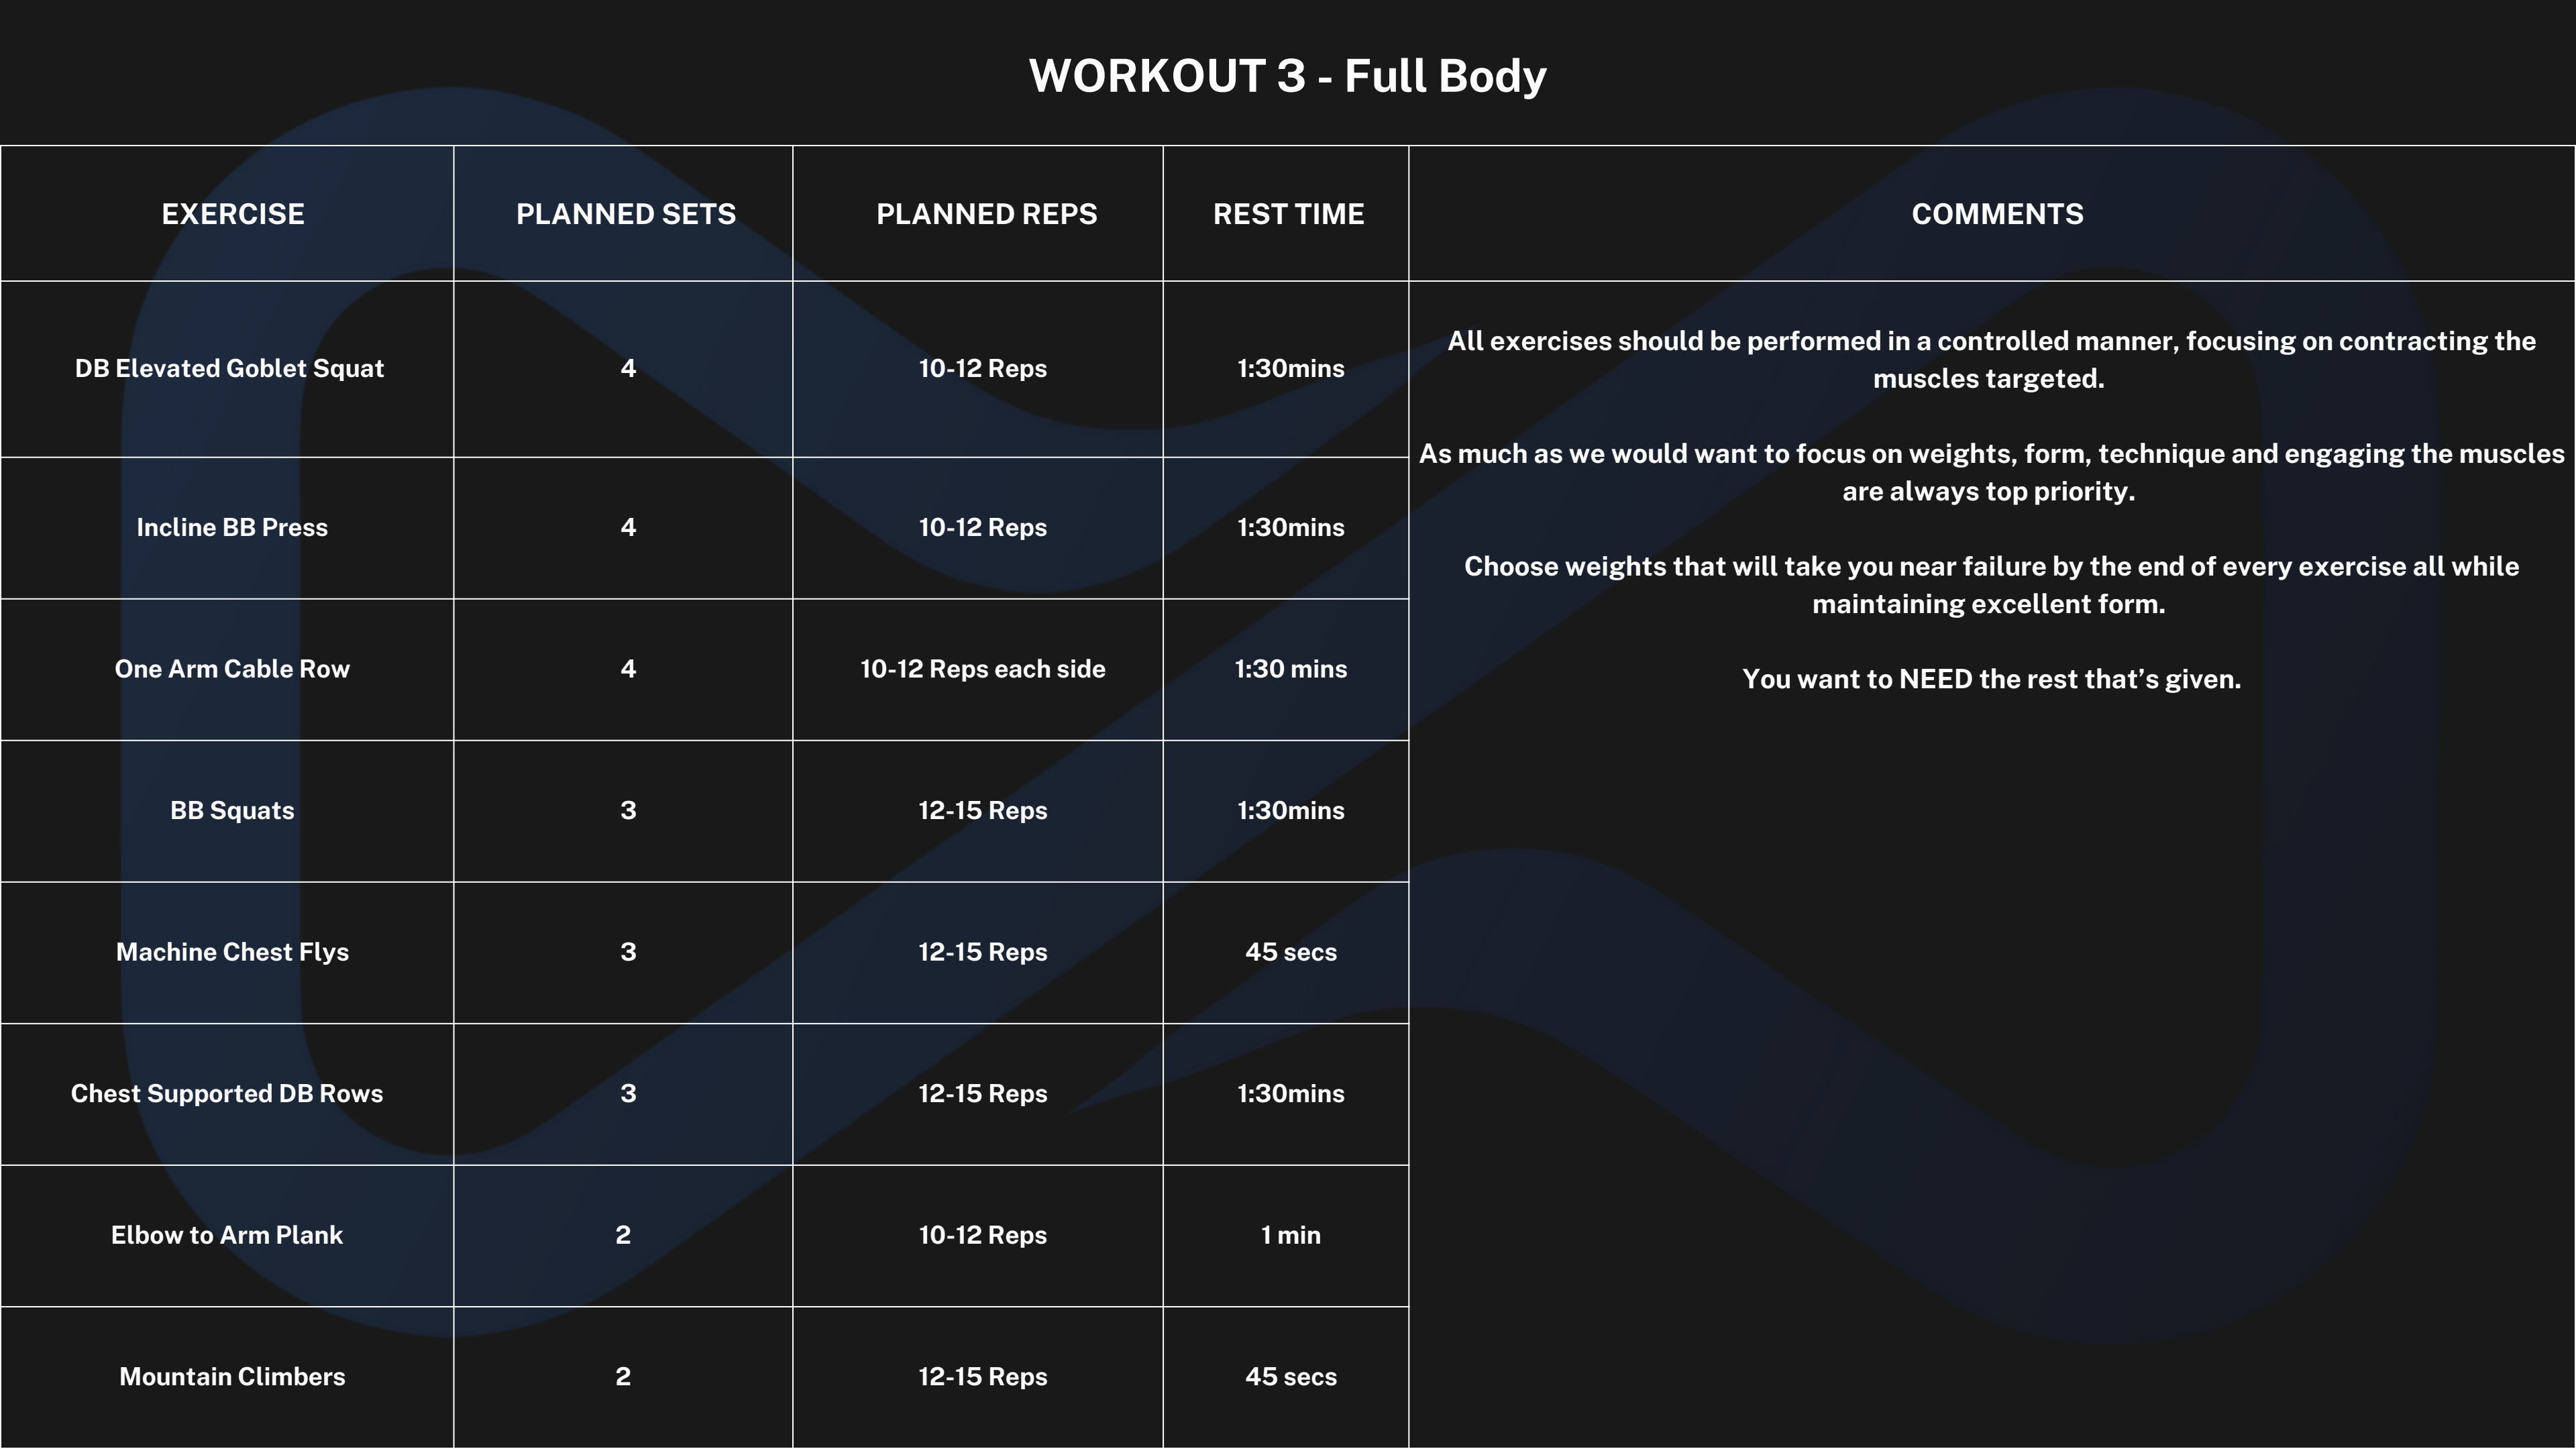 WORKOUT 3 - Full Body
EXERCISE PLANNED SETS PLANNED REPS REST TIME COMMENTS
DB Elevated Goblet Squat 4 10-12 Reps 1:30mins
Incline BB Press 4 10-12 Reps 1:30mins
One Arm Cable Row 4 10-12 Reps each side 1:30 mins
BB Squats 3 12-15 Reps 1:30mins
Machine Chest Flys 3 12-15 Reps 45 secs
Chest Supported DB Rows 3 12-15 Reps 1:30mins
Elbow to Arm Plank 2 10-12 Reps 1 min
Mountain Climbers 2 12-15 Reps 45 secs
All exercises should be performed in a controlled manner, focusing on contracting the
muscles targeted.
As much as we would want to focus on weights, form, technique and engaging the muscles
are always top priority.
Choose weights that will take you near failure by the end of every exercise all while
maintaining excellent form.
You want to NEED the rest that’s given.